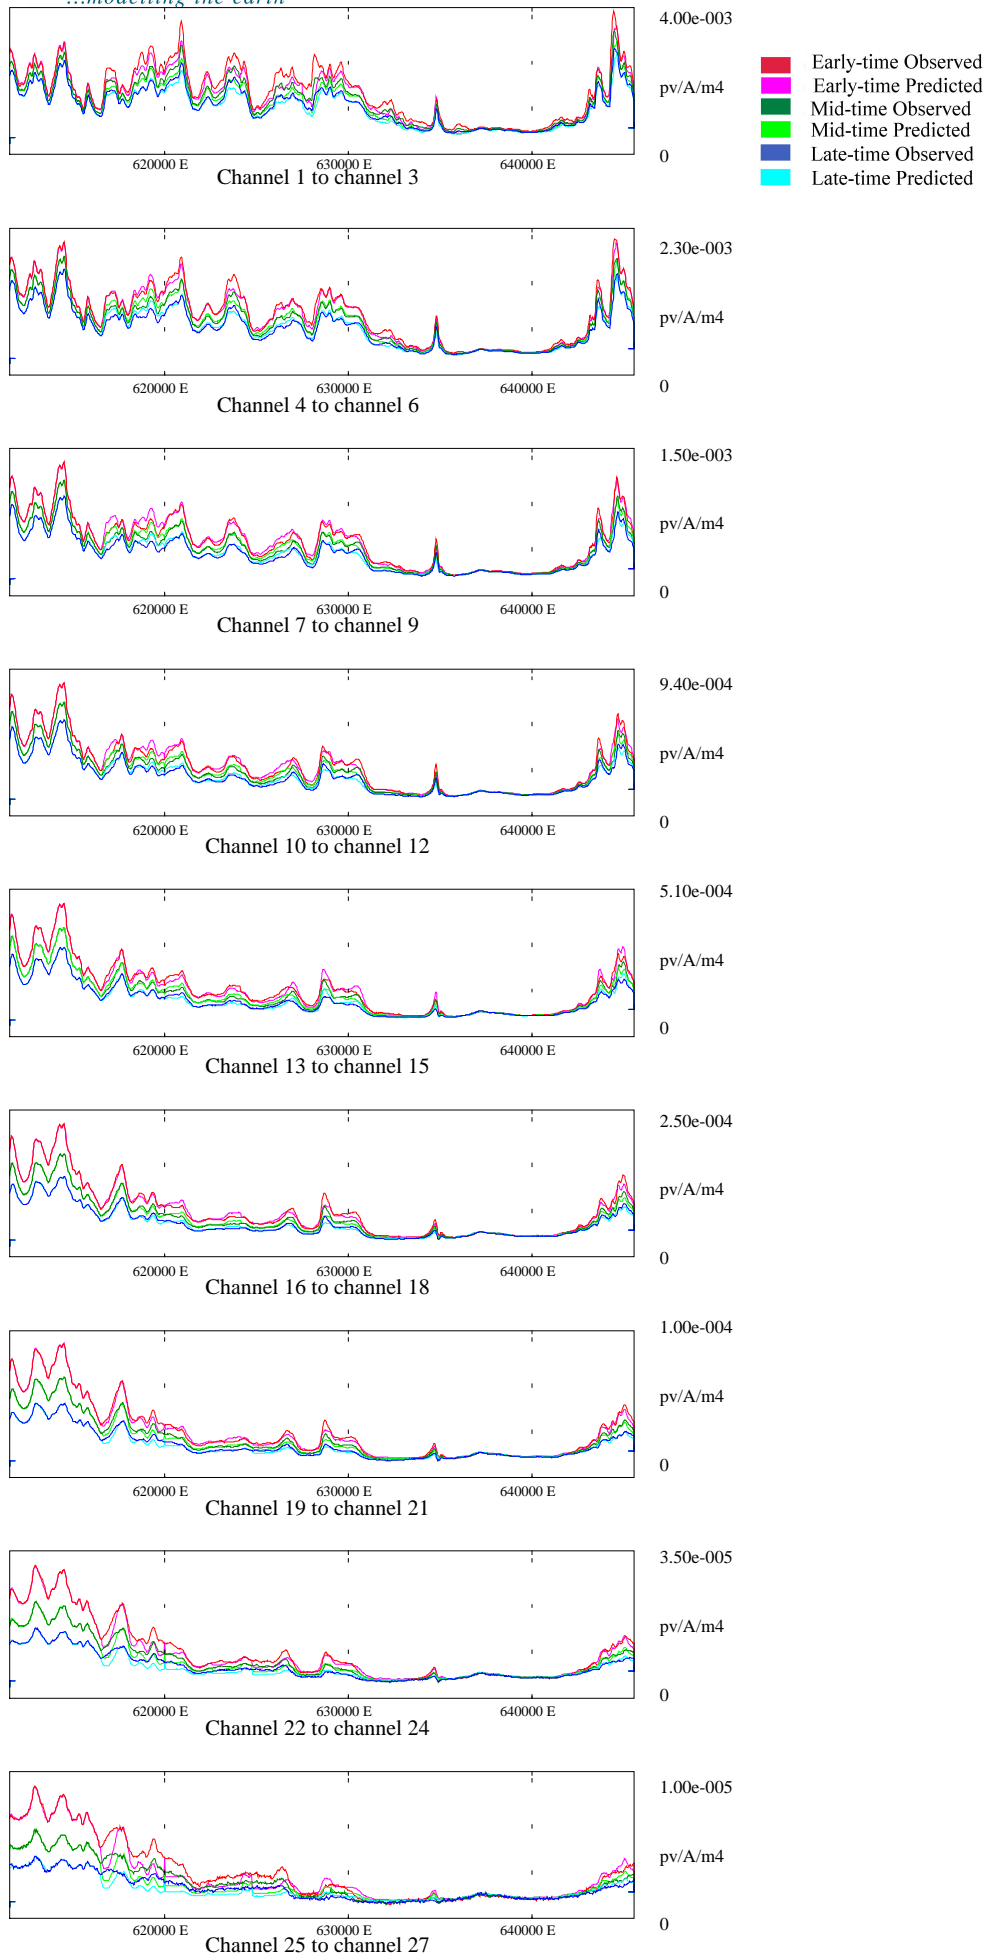 ...modelling the earth
4.00e-003
pv/A/m4
0
620000 E 630000 E 640000 E
Channel 1 to channel 3
Early-time Observed
Early-time Predicted
Mid-time Observed
Mid-time Predicted
Late-time Observed
Late-time Predicted
2.30e-003
pv/A/m4
0
620000 E 630000 E 640000 E
Channel 4 to channel 6
1.50e-003
pv/A/m4
0
620000 E 630000 E 640000 E
Channel 7 to channel 9
9.40e-004
pv/A/m4
0
620000 E 630000 E 640000 E
Channel 10 to channel 12
5.10e-004
pv/A/m4
0
620000 E 630000 E 640000 E
Channel 13 to channel 15
2.50e-004
pv/A/m4
0
620000 E 630000 E 640000 E
Channel 16 to channel 18
1.00e-004
pv/A/m4
0
620000 E 630000 E 640000 E
Channel 19 to channel 21
3.50e-005
pv/A/m4
0
620000 E 630000 E 640000 E
Channel 22 to channel 24
1.00e-005
pv/A/m4
0
620000 E 630000 E 640000 E
Channel 25 to channel 27